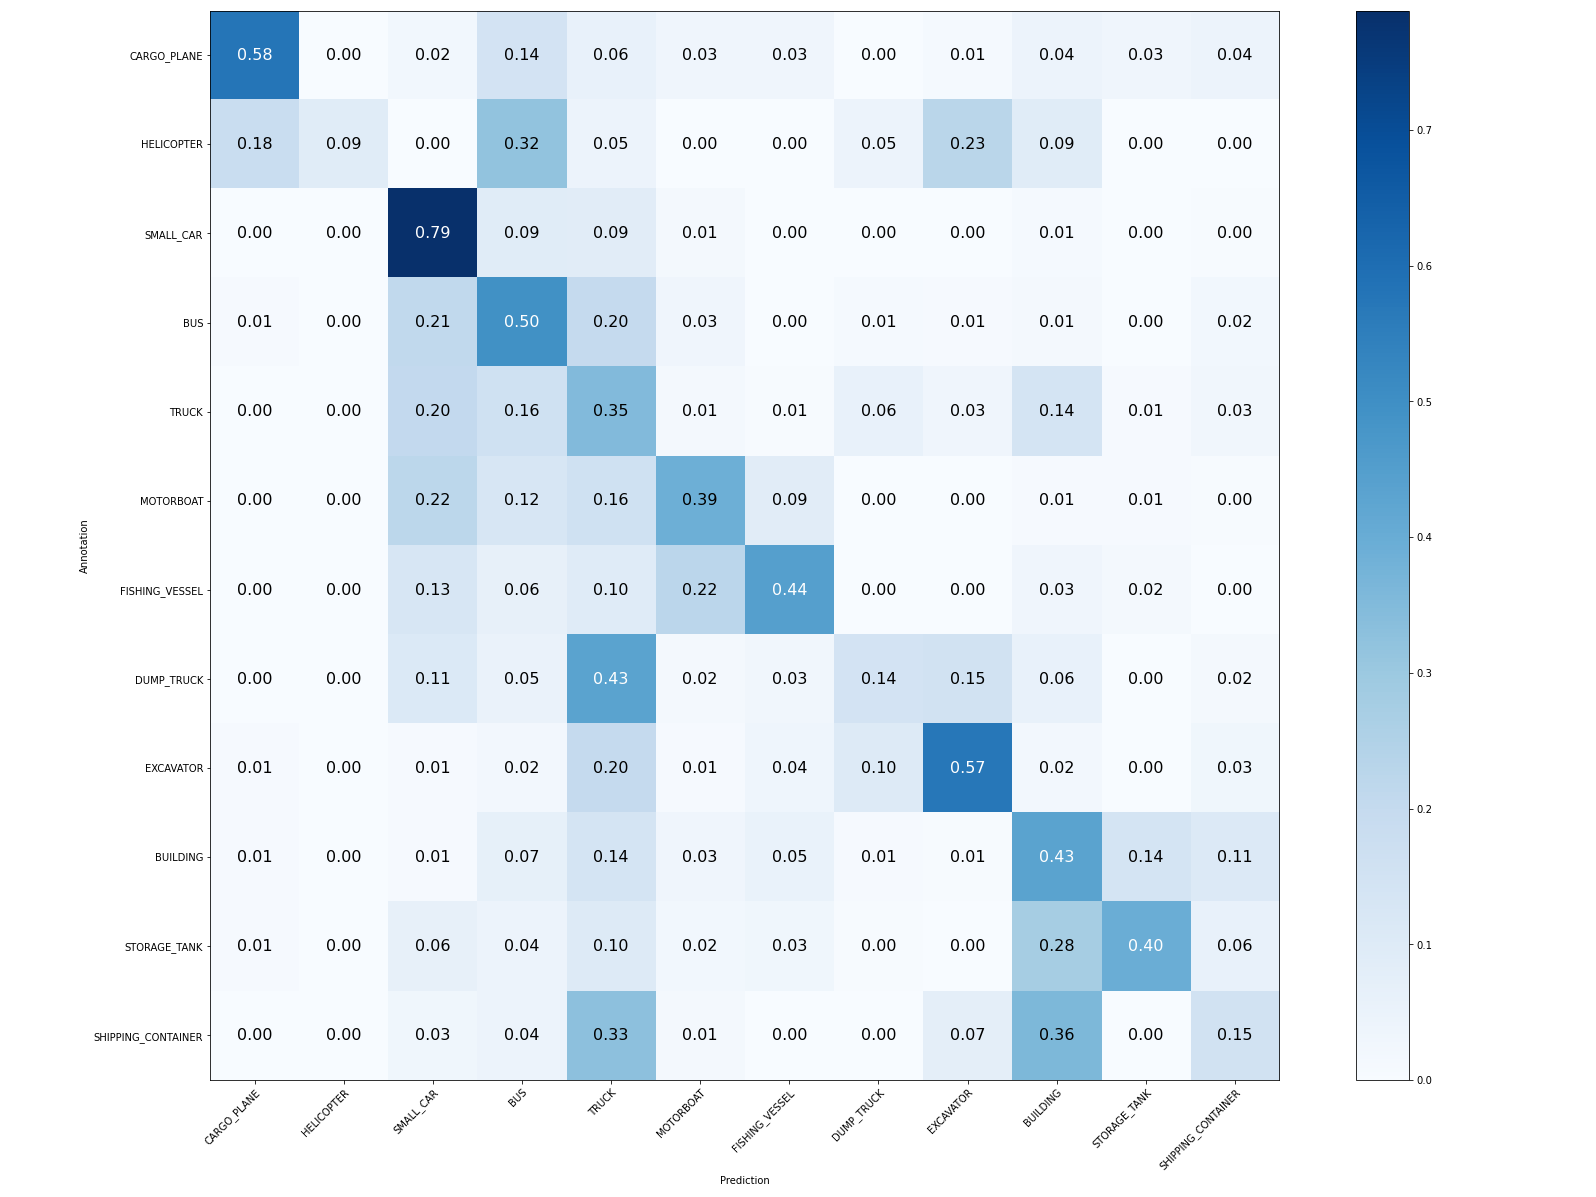 CARGO_PLANE 0.58 0.00 0.02 0.14 0.06 0.03 0.03 0.00 0.01 0.04 0.03 0.04
HELICOPTER 0.18 0.09 0.00 0.32 0.05 0.00 0.00 0.05 0.23 0.09 0.00 0.00
SMALL_CAR 0.00 0.00 0.79 0.09 0.09 0.01 0.00 0.00 0.00 0.01 0.00 0.00
BUS 0.01 0.00 0.21 0.50 0.20 0.03 0.00 0.01 0.01 0.01 0.00 0.02
TRUCK 0.00 0.00 0.20 0.16 0.35 0.01 0.01 0.06 0.03 0.14 0.01 0.03
MOTORBOAT 0.00 0.00 0.22 0.12 0.16 0.39 0.09 0.00 0.00 0.01 0.01 0.00
FISHING_VESSEL 0.00 0.00 0.13 0.06 0.10 0.22 0.44 0.00 0.00 0.03 0.02 0.00
DUMP_TRUCK 0.00 0.00 0.11 0.05 0.43 0.02 0.03 0.14 0.15 0.06 0.00 0.02
EXCAVATOR 0.01 0.00 0.01 0.02 0.20 0.01 0.04 0.10 0.57 0.02 0.00 0.03
BUILDING 0.01 0.00 0.01 0.07 0.14 0.03 0.05 0.01 0.01 0.43 0.14 0.11
STORAGE_TANK 0.01 0.00 0.06 0.04 0.10 0.02 0.03 0.00 0.00 0.28 0.40 0.06
SHIPPING_CONTAINER 0.00 0.00 0.03 0.04 0.33 0.01 0.00 0.00 0.07 0.36 0.00 0.15
Annotation
CARGO_PLANE HELICOPTER SMALL_CAR BUS TRUCK MOTORBOAT FISHING_VESSEL DUMP_TRUCK EXCAVATOR BUILDING STORAGE_TANK SHIPPING_CONTAINER
Prediction
0.7
0.6
0.5
0.4
0.3
0.2
0.1
0.0